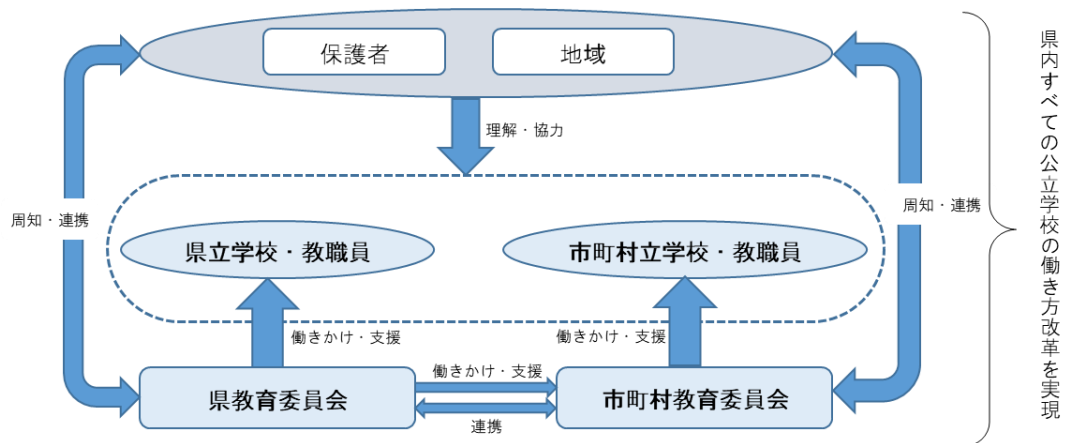 保護者
地域
理解・協力
周知・連携
周知・連携
県立学校・教職員
市町村立学校・教職員
働きかけ・支援
働きかけ・支援
県教育委員会
働きかけ・支援
連携
市町村教育委員会
県内すべての公立学校の働き方改革を実現